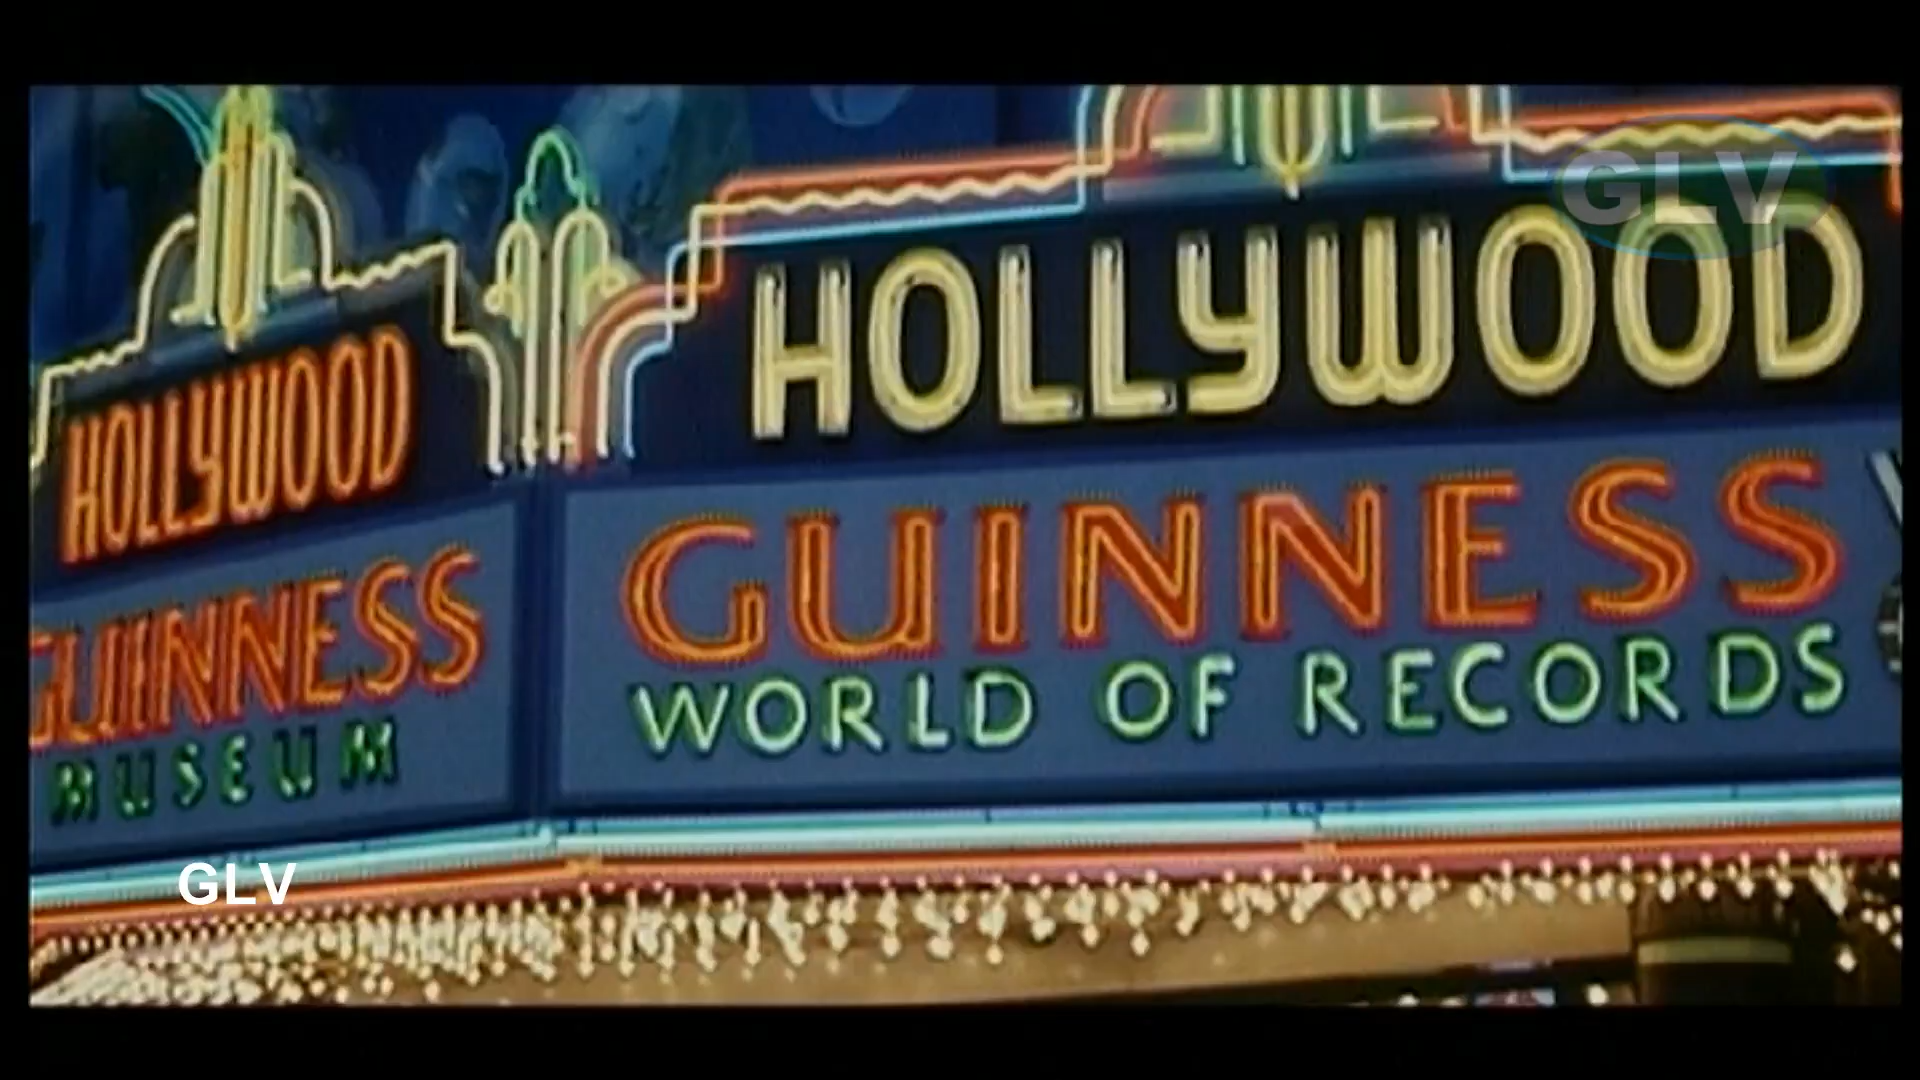 GLV
HOLLYWOOD
GUINNESS
WORLD OF RECORDS
HOLLYWOOD
GUINNESS
MUSEUM
GLV